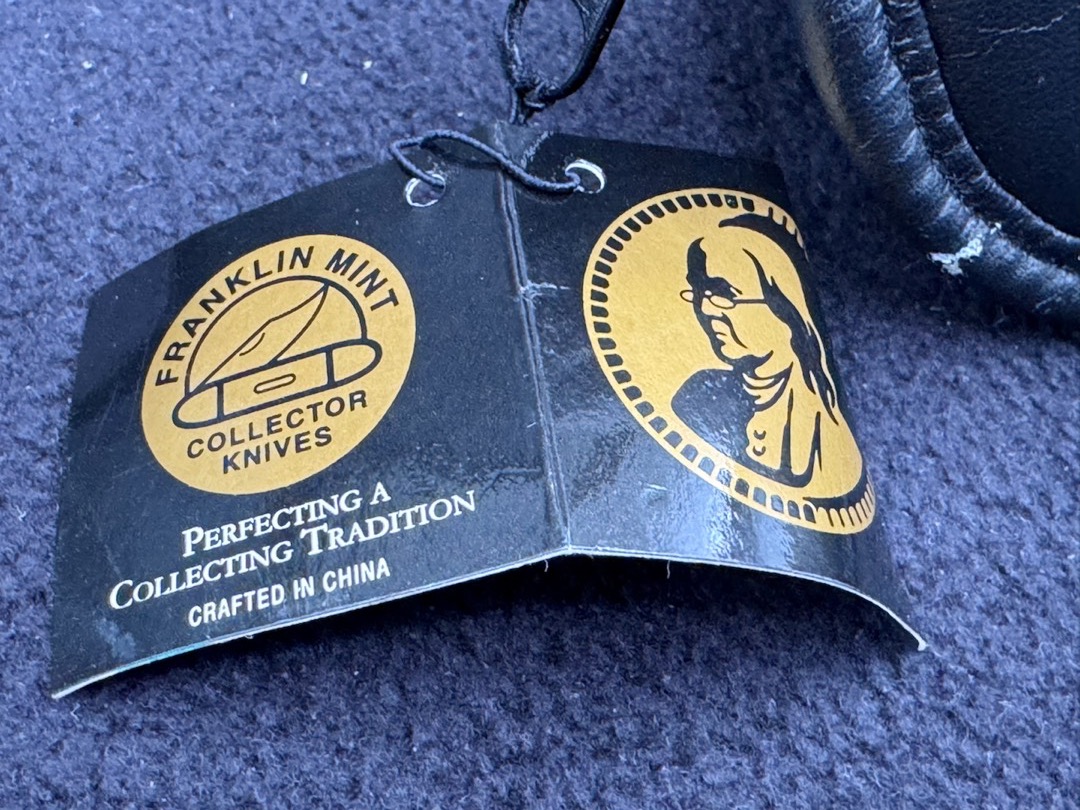 FRANKLIN MINT
COLLECTOR
KNIVES
PERFECTING A
COLLECTING TRADITION
CRAFTED IN CHINA